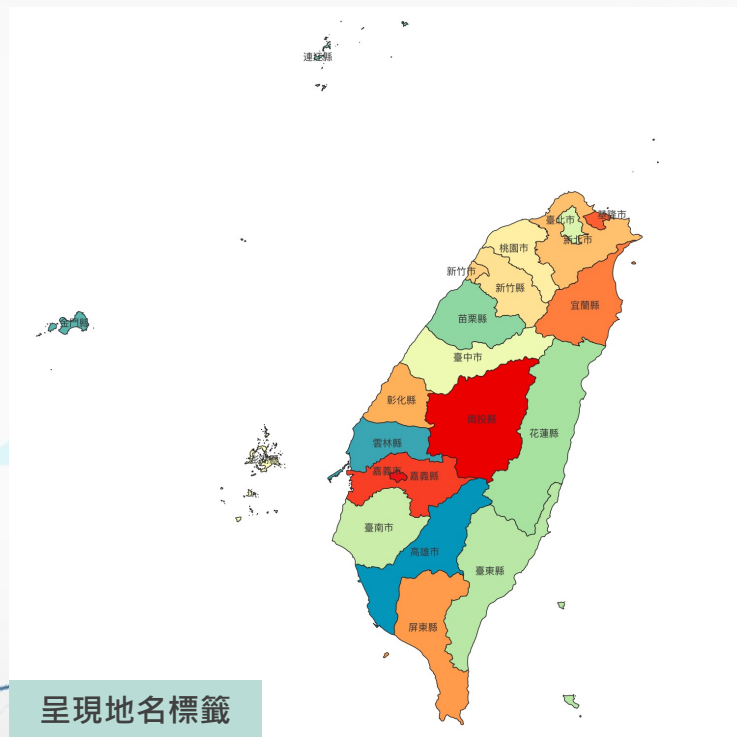 連江縣
基隆市
臺北市
新北市
桃園市
新竹市
新竹縣
宜蘭縣
苗栗縣
金門縣
臺中市
彰化縣
南投縣
花蓮縣
雲林縣
嘉義市
嘉義縣
臺南市
高雄市
臺東縣
屏東縣
呈現地名標籤